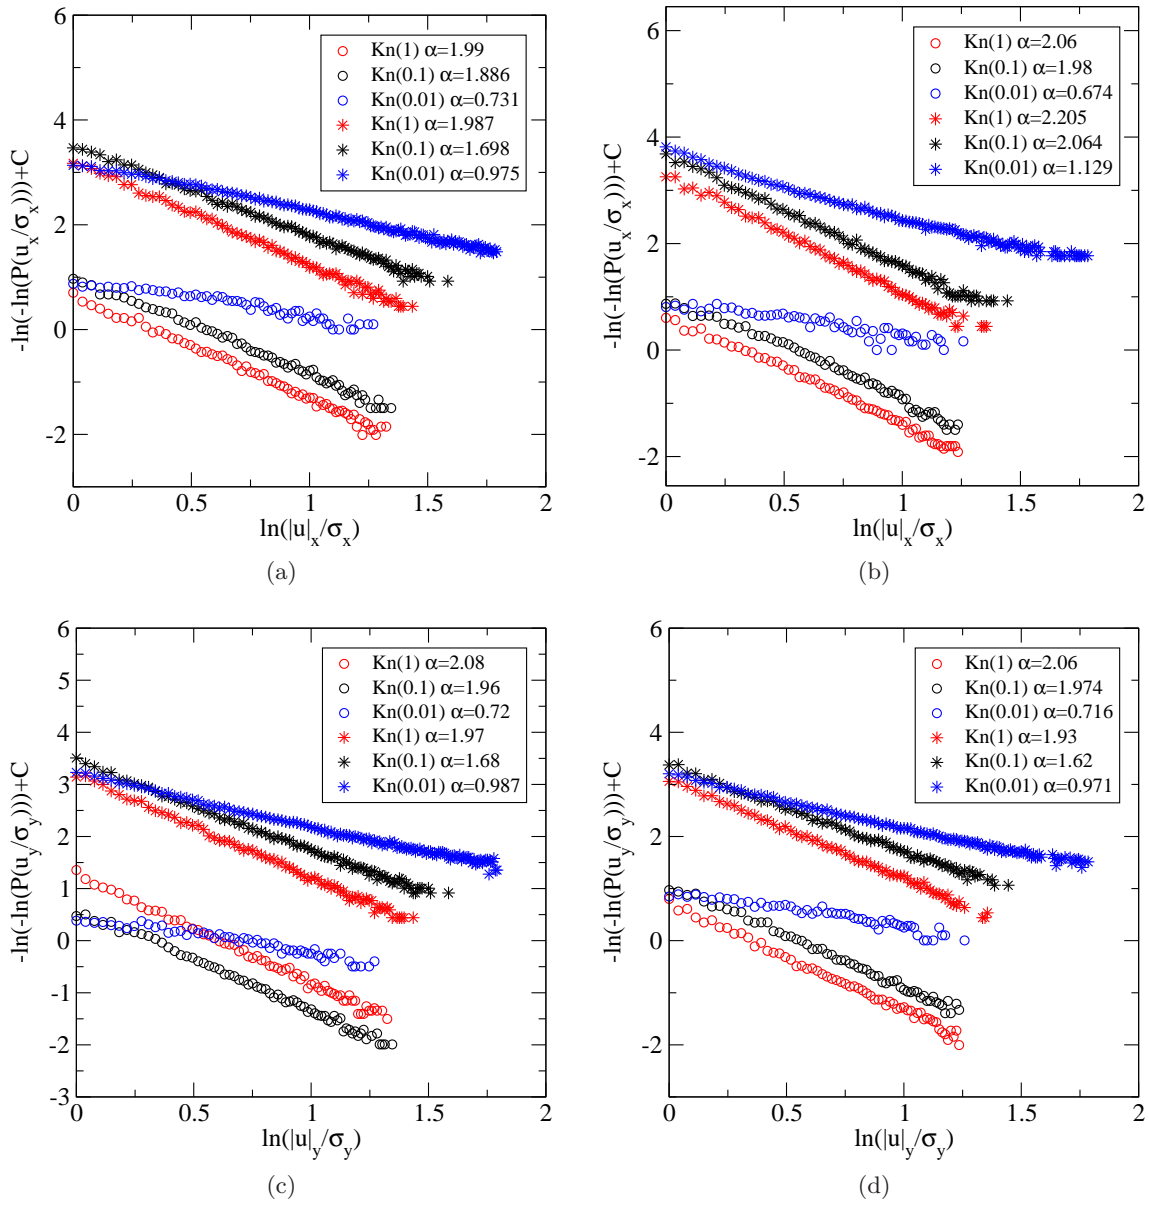 6
4
2
0
-2
-ln(-ln(P(u_x/σ_x)))+C
Kn(1) α=1.99
Kn(0.1) α=1.886
Kn(0.01) α=0.731
Kn(1) α=1.987
Kn(0.1) α=1.698
Kn(0.01) α=0.975
0 0.5 1 1.5 2
ln(|u|_x/σ_x)
(a)
6
4
2
0
-2
-ln(-ln(P(u_x/σ_x)))+C
Kn(1) α=2.06
Kn(0.1) α=1.98
Kn(0.01) α=0.674
Kn(1) α=2.205
Kn(0.1) α=2.064
Kn(0.01) α=1.129
0 0.5 1 1.5 2
ln(|u|_x/σ_x)
(b)
6
5
4
3
2
1
0
-1
-2
-3
-ln(-ln(P(u_y/σ_y)))+C
Kn(1) α=2.08
Kn(0.1) α=1.96
Kn(0.01) α=0.72
Kn(1) α=1.97
Kn(0.1) α=1.68
Kn(0.01) α=0.987
0 0.5 1 1.5 2
ln(|u|_y/σ_y)
(c)
6
4
2
0
-2
-ln(-ln(P(u_y/σ_y)))+C
Kn(1) α=2.06
Kn(0.1) α=1.974
Kn(0.01) α=0.716
Kn(1) α=1.93
Kn(0.1) α=1.62
Kn(0.01) α=0.971
0 0.5 1 1.5 2
ln(|u|_y/σ_y)
(d)